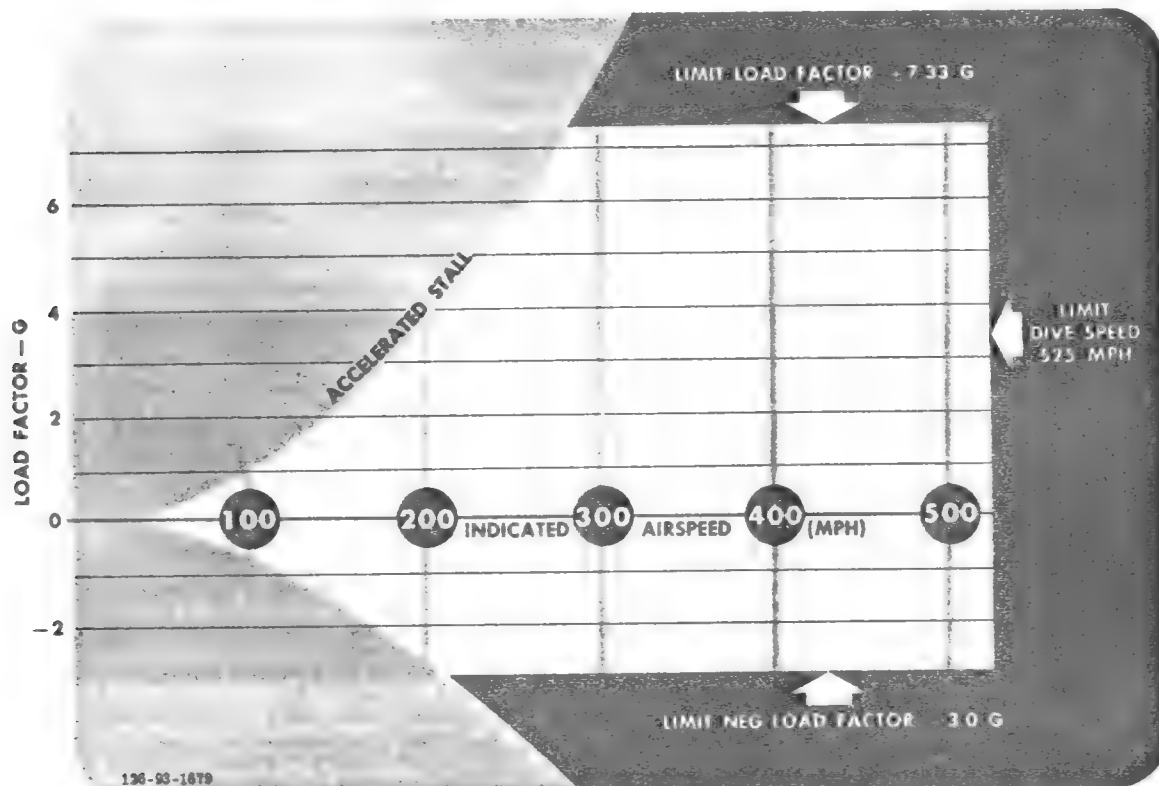 LIMIT LOAD FACTOR +7.33 G
6
4
2
0
-2
LOAD FACTOR — G
ACCELERATED STALL
LIMIT
DIVE SPEED
525 MPH
100 200 INDICATED 300 AIRSPEED 400 (MPH) 500
LIMIT NEG LOAD FACTOR -3.0 G
136-93-1679